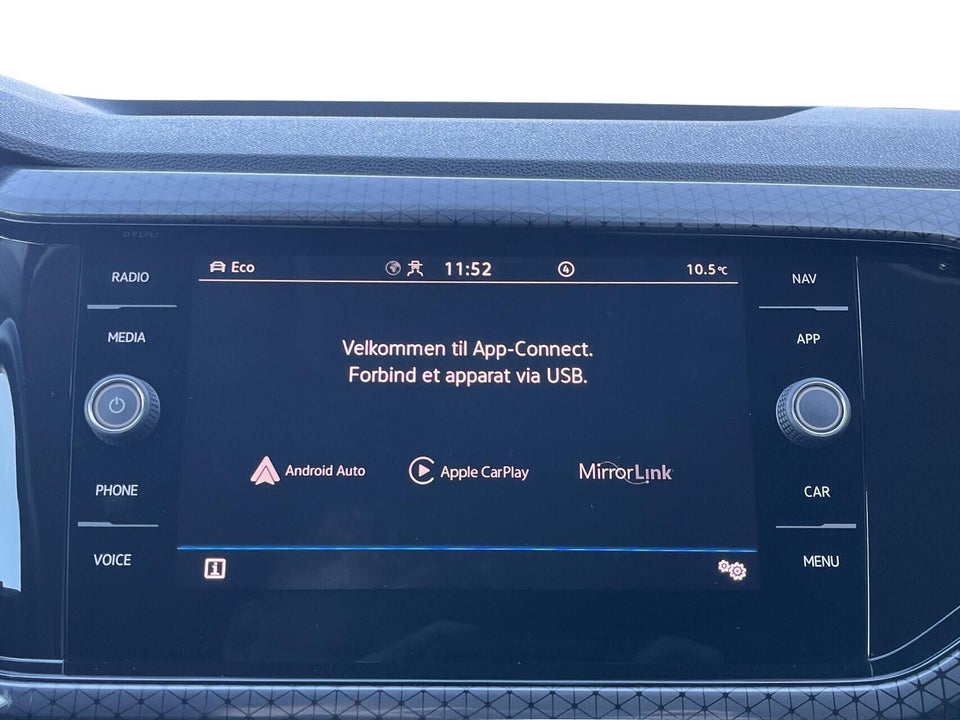 RADIO
MEDIA
PHONE
VOICE
Eco
11:52
4
10.5°C
Velkommen til App-Connect.
Forbind et apparat via USB.
Android Auto
Apple CarPlay
MirrorLink
i
NAV
APP
CAR
MENU